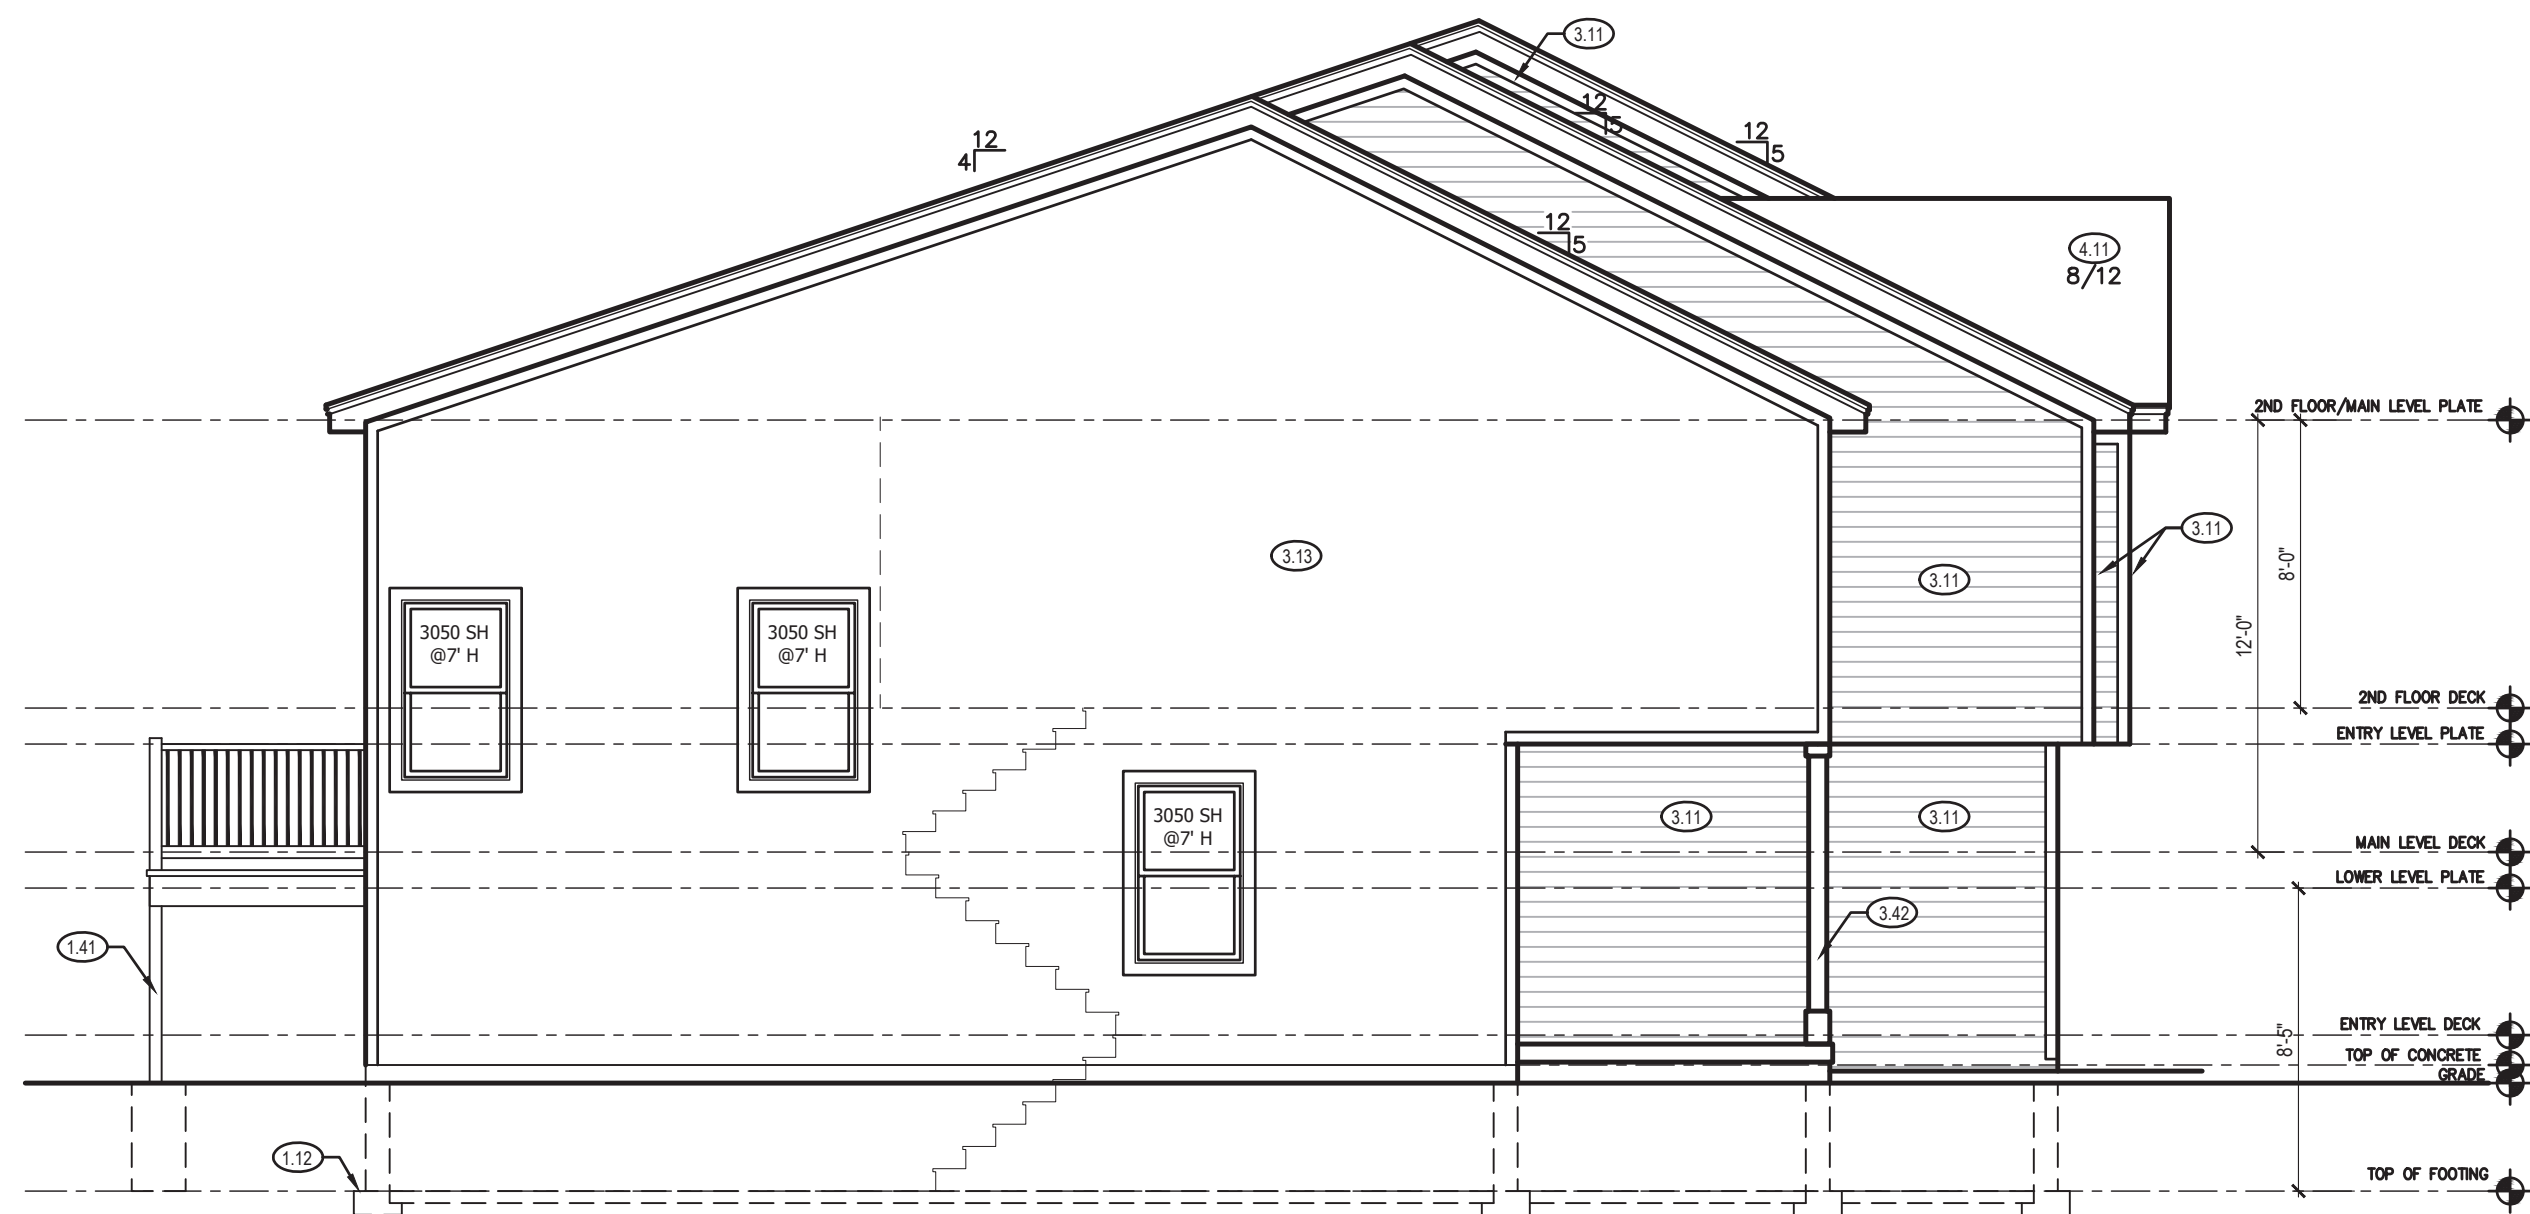 3.11
12
4
12
5
12
5
12
5
4.11
8/12
2ND FLOOR/MAIN LEVEL PLATE
3.13
3.11
3.11
8'-0"
12'-0"
3050 SH
@7' H
3050 SH
@7' H
2ND FLOOR DECK
ENTRY LEVEL PLATE
3050 SH
@7' H
3.11
3.11
MAIN LEVEL DECK
LOWER LEVEL PLATE
3.42
1.41
ENTRY LEVEL DECK
8'-5"
TOP OF CONCRETE
GRADE
1.12
TOP OF FOOTING